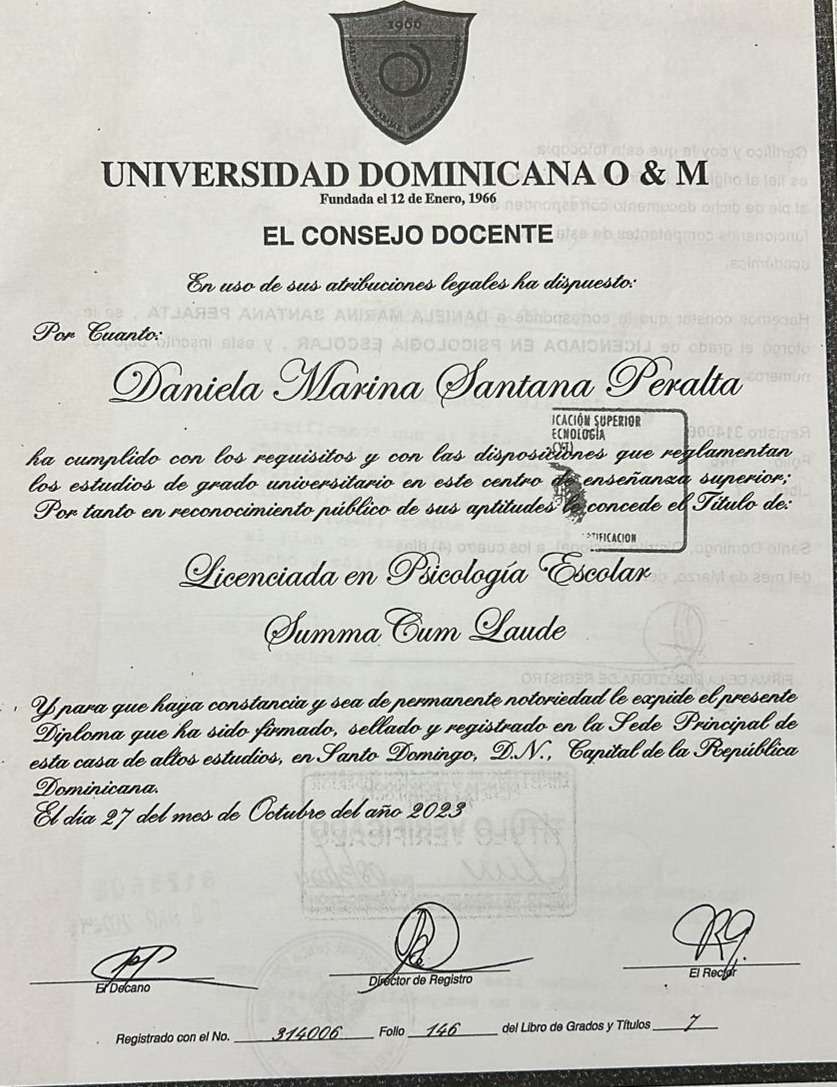 1966
UNIVERSIDAD DOMINICANA O & M
Fundada el 12 de Enero, 1966
EL CONSEJO DOCENTE
En uso de sus atribuciones legales ha dispuesto:
Por Cuanto:
Daniela Marina Santana Peralta
ICACIÓN SUPERIOR
ECNOLOGÍA
CYT)
ha cumplido con los requisitos y con las disposiciones que reglamentan
los estudios de grado universitario en este centro de enseñanza superior;
Por tanto en reconocimiento público de sus aptitudes le concede el Título de:
TIFICACION
Licenciada en Psicología Escolar
Summa Cum Laude
Y para que haya constancia y sea de permanente notoriedad le expide el presente
Diploma que ha sido firmado, sellado y registrado en la Sede Principal de
esta casa de altos estudios, en Santo Domingo, D.N., Capital de la República
Dominicana.
El día 27 del mes de Octubre del año 2023
El Decano
Director de Registro
El Rector
Registrado con el No. 314006 Folio 146 del Libro de Grados y Títulos 7